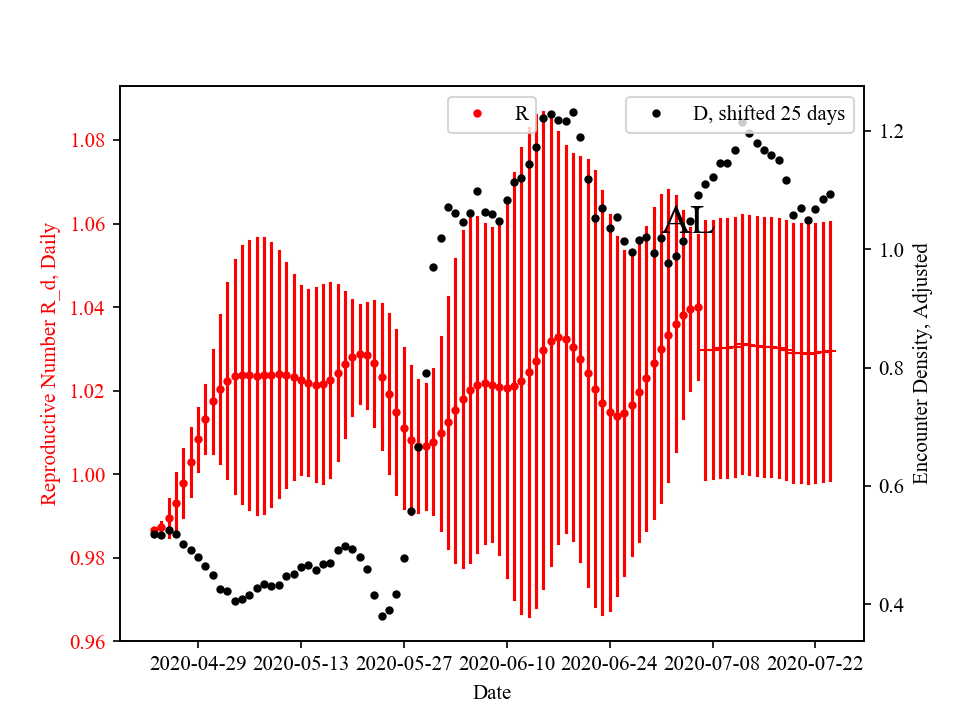 R
D, shifted 25 days
AL
Reproductive Number R_d, Daily
1.08
1.06
1.04
1.02
1.00
0.98
0.96
1.2
1.0
0.8
0.6
0.4
Encounter Density, Adjusted
2020-04-29 2020-05-13 2020-05-27 2020-06-10 2020-06-24 2020-07-08 2020-07-22
Date